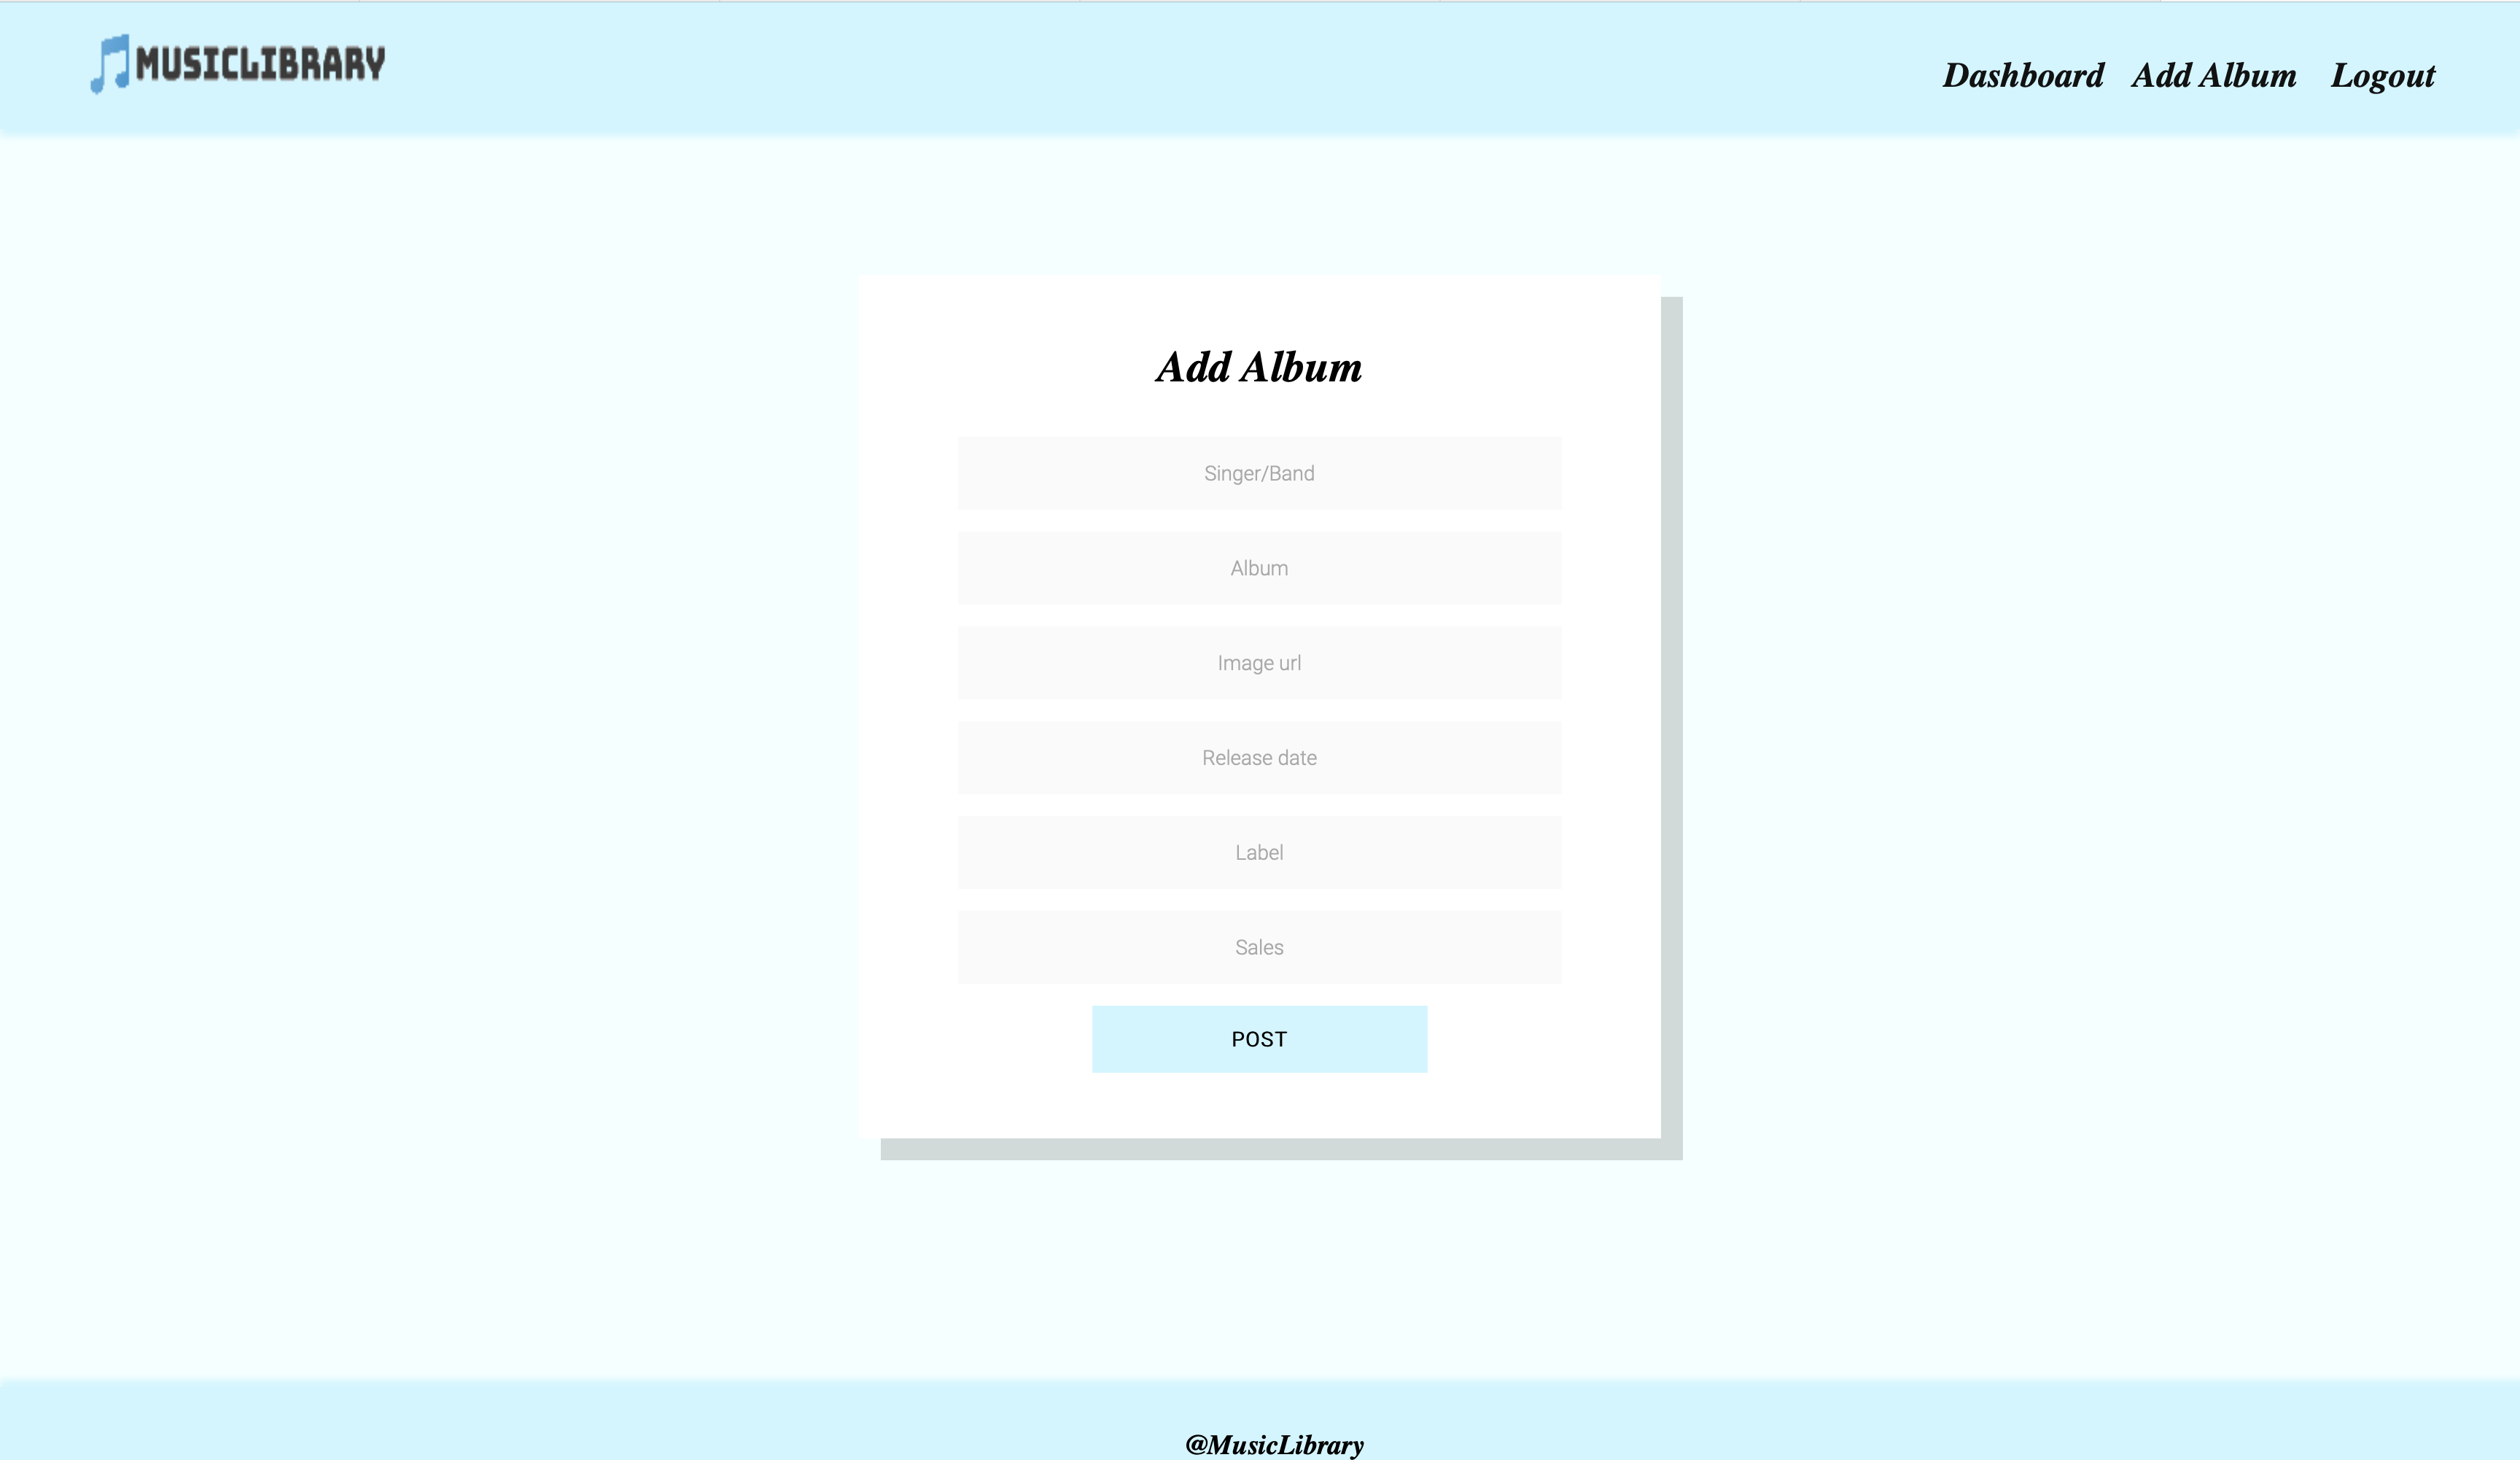 MUSICLIBRARY
Dashboard Add Album Logout
Add Album
Singer/Band
Album
Image url
Release date
Label
Sales
POST
@MusicLibrary